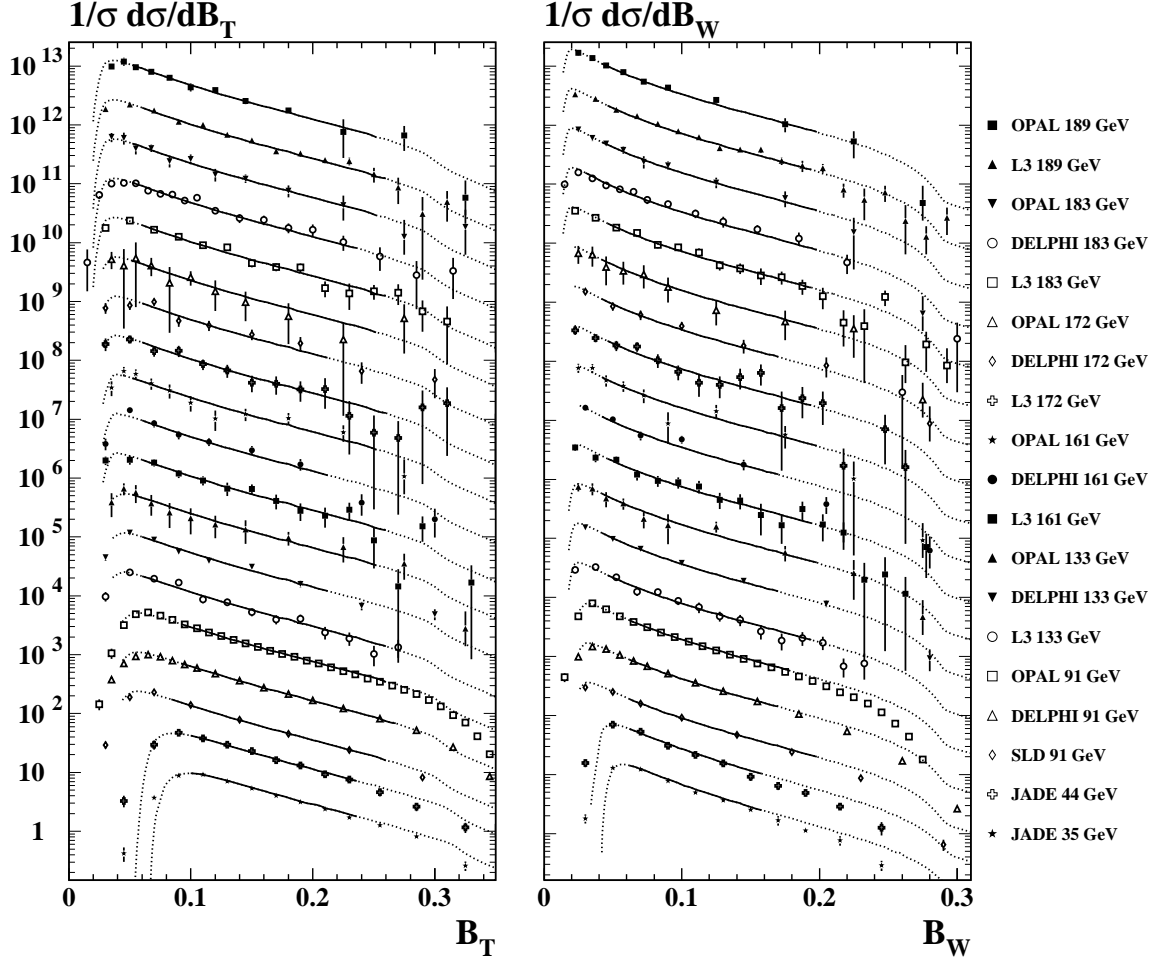 1/σ dσ/dB_T
1/σ dσ/dB_W
10^13
10^12
10^11
10^10
10^9
10^8
10^7
10^6
10^5
10^4
10^3
10^2
10
1
0
0.1
0.2
0.3
B_T
0
0.1
0.2
0.3
B_W
OPAL 189 GeV
L3 189 GeV
OPAL 183 GeV
DELPHI 183 GeV
L3 183 GeV
OPAL 172 GeV
DELPHI 172 GeV
L3 172 GeV
OPAL 161 GeV
DELPHI 161 GeV
L3 161 GeV
OPAL 133 GeV
DELPHI 133 GeV
L3 133 GeV
OPAL 91 GeV
DELPHI 91 GeV
SLD 91 GeV
JADE 44 GeV
JADE 35 GeV